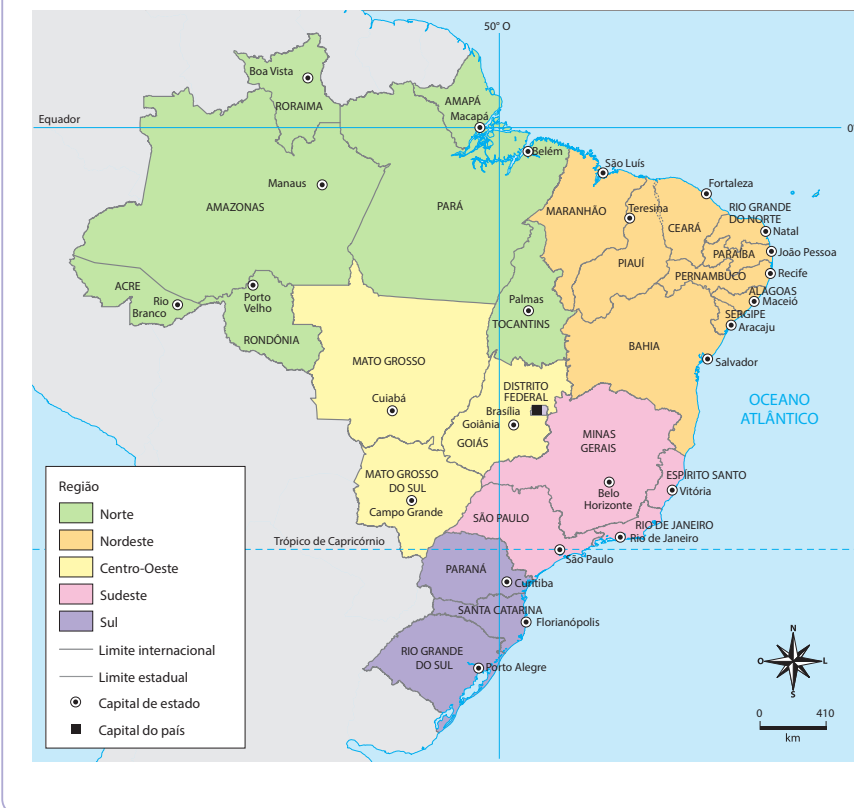 50° O
Boa Vista
RORAIMA
AMAPÁ
Macapá
Equador
0°
Belém
São Luís
Fortaleza
Manaus
AMAZONAS
PARÁ
MARANHÃO
Teresina
CEARÁ
RIO GRANDE
DO NORTE
Natal
João Pessoa
PARAÍBA
PIAUÍ
PERNAMBUCO
Recife
ACRE
Rio
Branco
Porto
Velho
RONDÔNIA
Palmas
TOCANTINS
ALAGOAS
Maceió
SERGIPE
Aracaju
BAHIA
Salvador
MATO GROSSO
Cuiabá
DISTRITO
FEDERAL
Brasília
Goiânia
GOIÁS
OCEANO
ATLÂNTICO
MINAS
GERAIS
Belo
Horizonte
ESPÍRITO SANTO
Vitória
MATO GROSSO
DO SUL
Campo Grande
SÃO PAULO
RIO DE JANEIRO
Rio de Janeiro
Trópico de Capricórnio
São Paulo
PARANÁ
Curitiba
SANTA CATARINA
Florianópolis
RIO GRANDE
DO SUL
Porto Alegre
Região
Norte
Nordeste
Centro-Oeste
Sudeste
Sul
Limite internacional
Limite estadual
Capital de estado
Capital do país
N
O
L
S
0 410
km